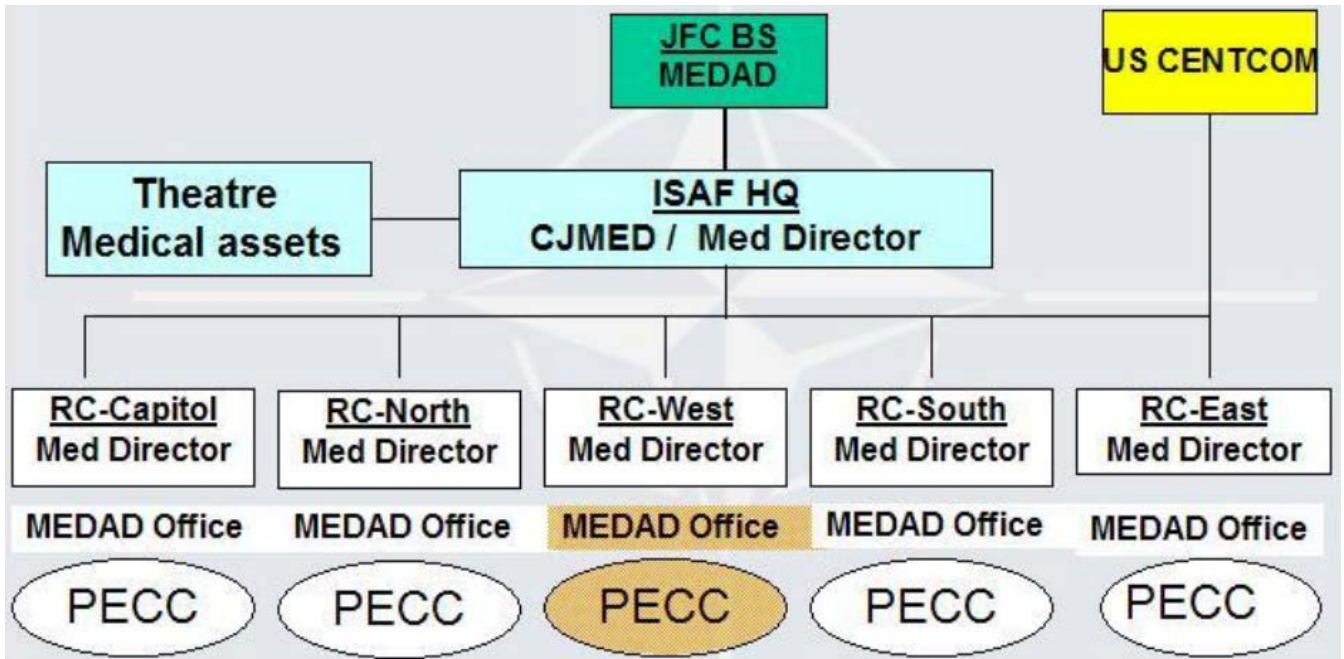 JFC BS
MEDAD
US CENTCOM
Theatre
Medical assets
ISAF HQ
CJMED / Med Director
RC-Capitol
Med Director
RC-North
Med Director
RC-West
Med Director
RC-South
Med Director
RC-East
Med Director
MEDAD Office
MEDAD Office
MEDAD Office
MEDAD Office
MEDAD Office
PECC
PECC
PECC
PECC
PECC